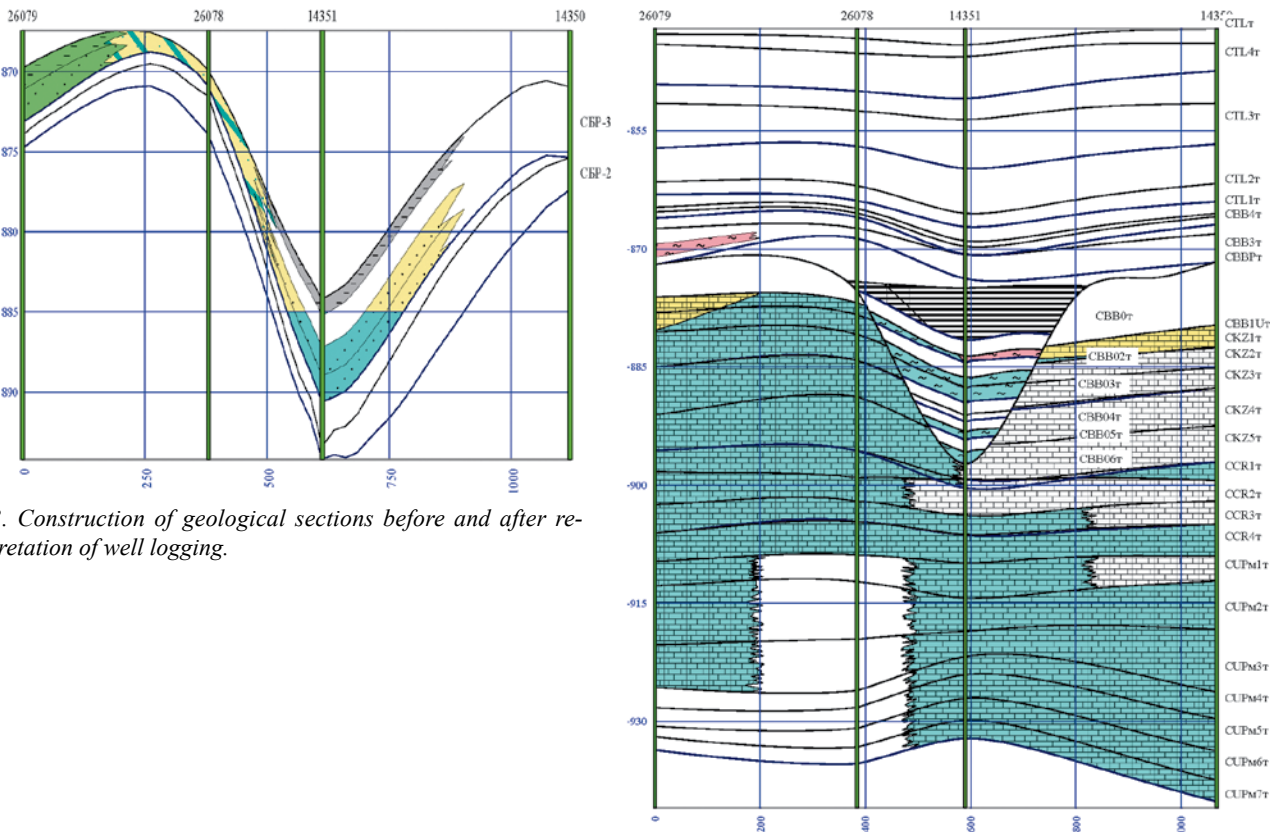 26079 26078 14351 14350
870
875
880
885
890
СБР-3
СБР-2
0 250 500 750 1000
. Construction of geological sections before and after re-
retation of well logging.
26079 26078 14351
-855
-870
-885
-900
-915
-930
CTLт
CTL4т
CTL3т
CTL2т
CTL1т
CBB4т
CBB3т
CBBPт
CBB0т
CBB1Uт
CKZ1т
CBB02т
CKZ2т
CKZ3т
CBB03т
CKZ4т
CBB04т
CBB05т
CKZ5т
CBB06т
CCR1т
CCR2т
CCR3т
CCR4т
CUPм1т
CUPм2т
CUPм3т
CUPм4т
CUPм5т
CUPм6т
CUPм7т
0 200 400 600 800